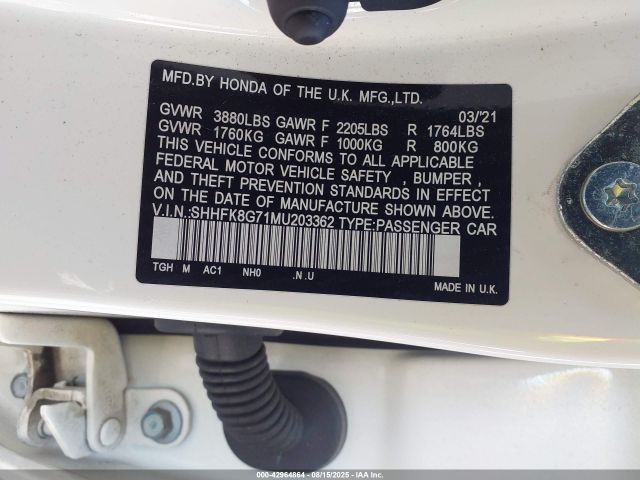 MFD.BY HONDA OF THE U.K. MFG.,LTD.
03/'21
GVWR 3880LBS GAWR F 2205LBS R 1764LBS
GVWR 1760KG GAWR F 1000KG R 800KG
THIS VEHICLE CONFORMS TO ALL APPLICABLE
FEDERAL MOTOR VEHICLE SAFETY , BUMPER ,
AND THEFT PREVENTION STANDARDS IN EFFECT
ON THE DATE OF MANUFACTURE SHOWN ABOVE.
V.I.N.:SHHFK8G71MU203362 TYPE:PASSENGER CAR
TGH M AC1 NH0 .N.U
MADE IN U.K.
000-42964864 - 08/15/2025 - IAA Inc.